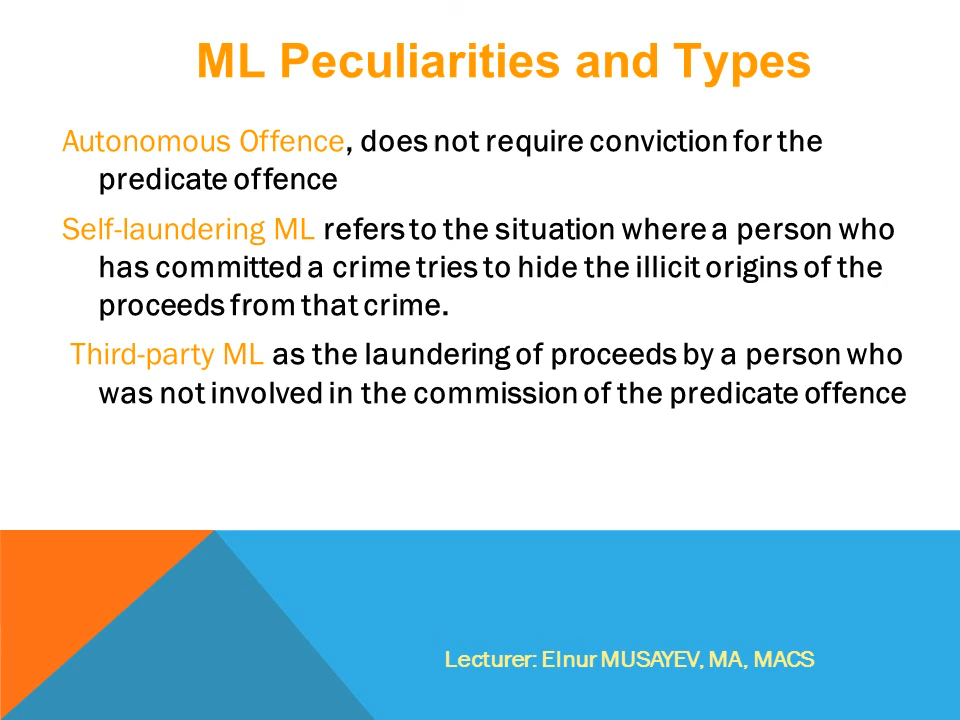 ML Peculiarities and Types
Autonomous Offence, does not require conviction for the
predicate offence
Self-laundering ML refers to the situation where a person who
has committed a crime tries to hide the illicit origins of the
proceeds from that crime.
Third-party ML as the laundering of proceeds by a person who
was not involved in the commission of the predicate offence
Lecturer: Elnur MUSAYEV, MA, MACS